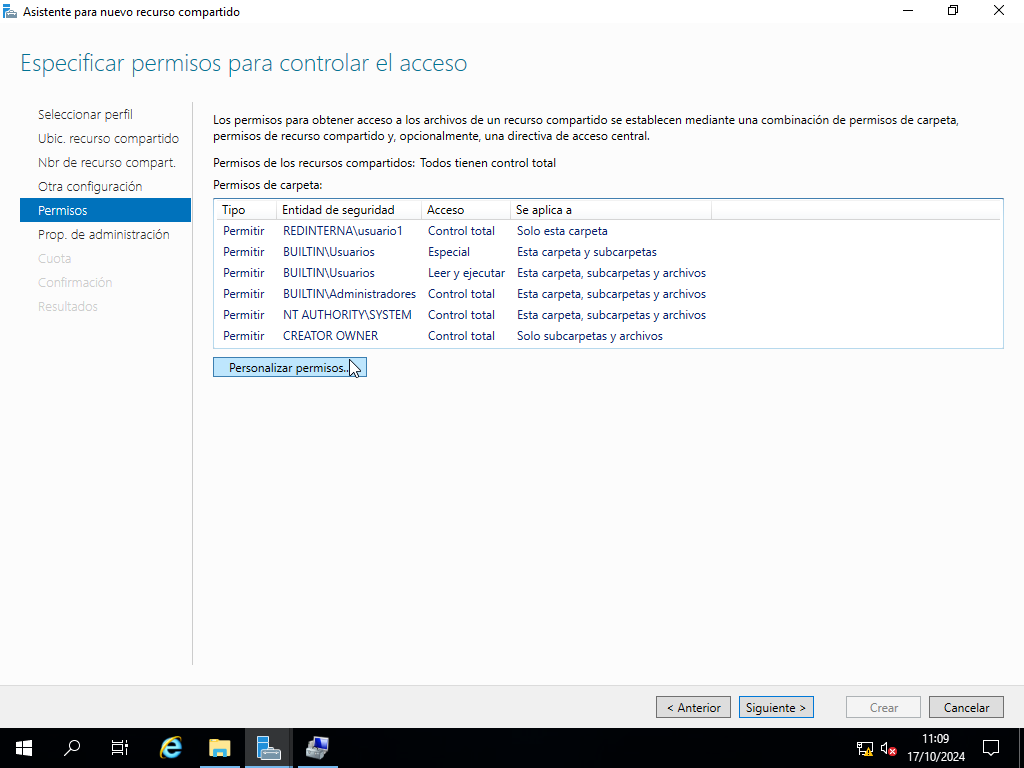 Asistente para nuevo recurso compartido
Especificar permisos para controlar el acceso
Seleccionar perfil
Ubic. recurso compartido
Nbr de recurso compart.
Otra configuración
Permisos
Prop. de administración
Cuota
Confirmación
Resultados
Los permisos para obtener acceso a los archivos de un recurso compartido se establecen mediante una combinación de permisos de carpeta,
permisos de recurso compartido y, opcionalmente, una directiva de acceso central.
Permisos de los recursos compartidos: Todos tienen control total
Permisos de carpeta:
Tipo Entidad de seguridad Acceso Se aplica a
Permitir REDINTERNA\usuario1 Control total Solo esta carpeta
Permitir BUILTIN\Usuarios Especial Esta carpeta y subcarpetas
Permitir BUILTIN\Usuarios Leer y ejecutar Esta carpeta, subcarpetas y archivos
Permitir BUILTIN\Administradores Control total Esta carpeta, subcarpetas y archivos
Permitir NT AUTHORITY\SYSTEM Control total Esta carpeta, subcarpetas y archivos
Permitir CREATOR OWNER Control total Solo subcarpetas y archivos
Personalizar permisos...
< Anterior Siguiente > Crear Cancelar
11:09
17/10/2024